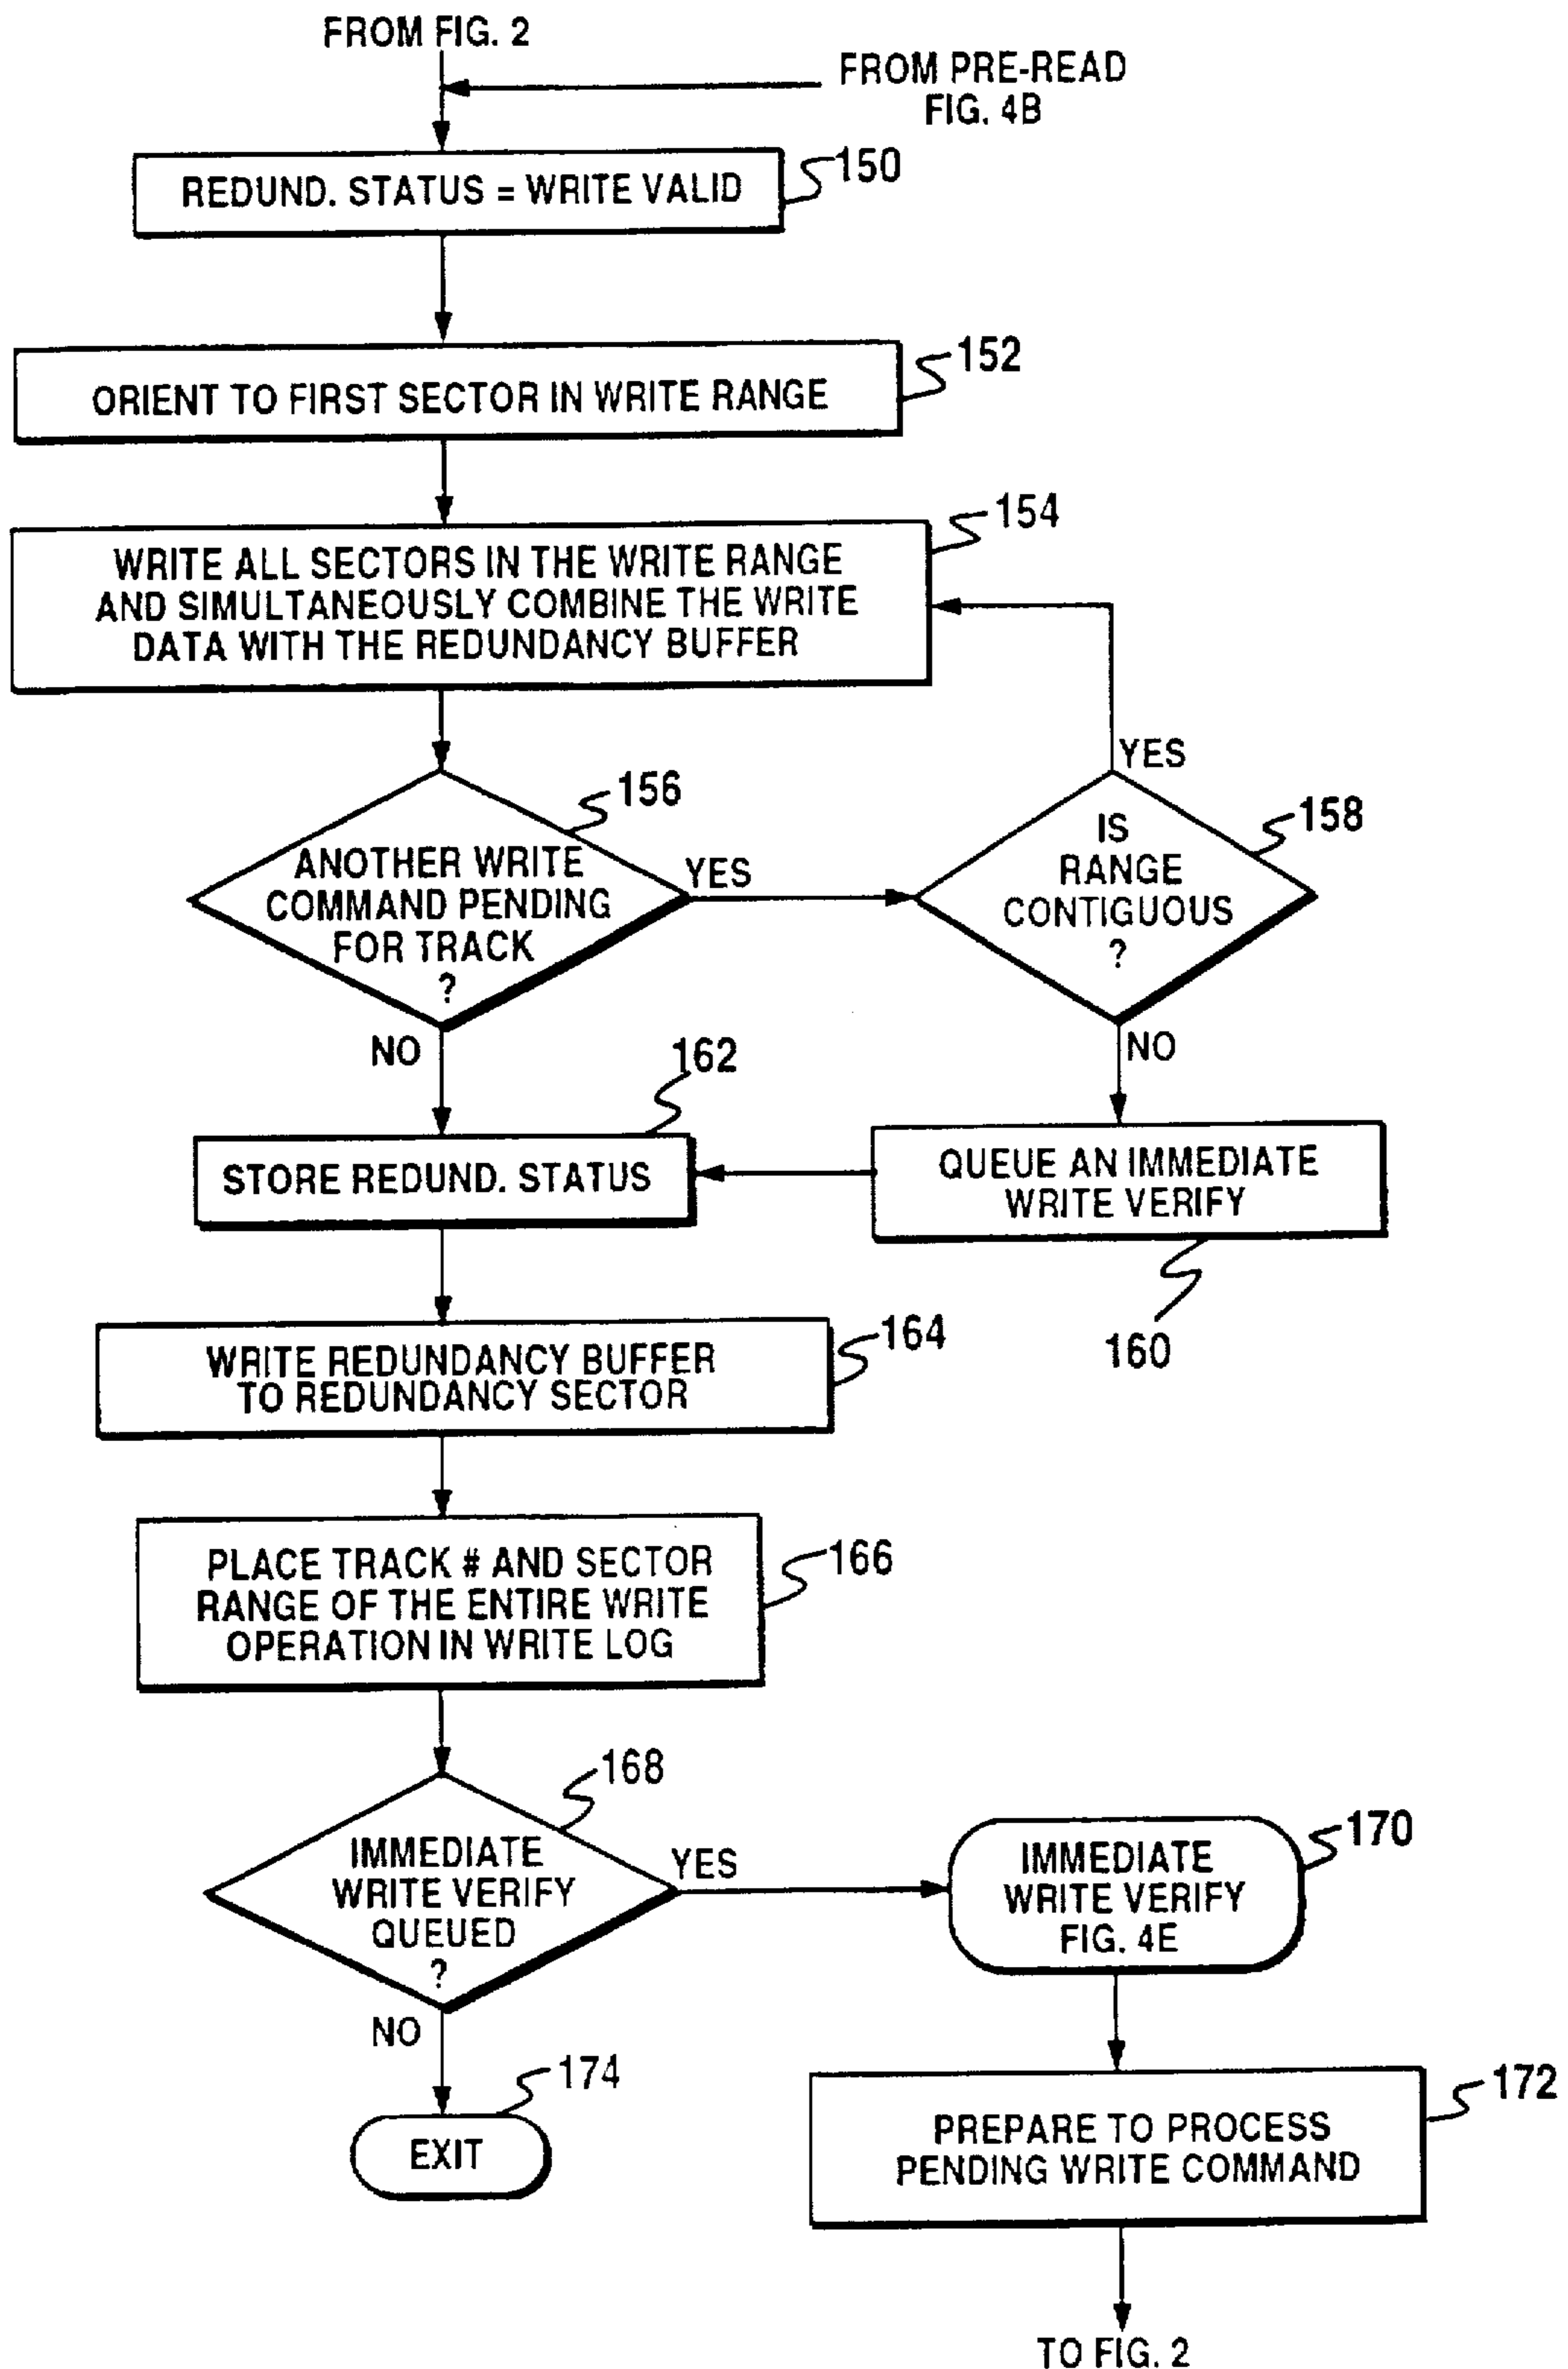 FROM FIG. 2
FROM PRE-READ
FIG. 4B
REDUND. STATUS = WRITE VALID
150
ORIENT TO FIRST SECTOR IN WRITE RANGE
152
WRITE ALL SECTORS IN THE WRITE RANGE
AND SIMULTANEOUSLY COMBINE THE WRITE
DATA WITH THE REDUNDANCY BUFFER
154
ANOTHER WRITE
COMMAND PENDING
FOR TRACK
?
156
YES
NO
IS
RANGE
CONTIGUOUS
?
158
YES
NO
QUEUE AN IMMEDIATE
WRITE VERIFY
160
STORE REDUND. STATUS
162
WRITE REDUNDANCY BUFFER
TO REDUNDANCY SECTOR
164
PLACE TRACK # AND SECTOR
RANGE OF THE ENTIRE WRITE
OPERATION IN WRITE LOG
166
IMMEDIATE
WRITE VERIFY
QUEUED
?
168
YES
NO
IMMEDIATE
WRITE VERIFY
FIG. 4E
170
EXIT
174
PREPARE TO PROCESS
PENDING WRITE COMMAND
172
TO FIG. 2